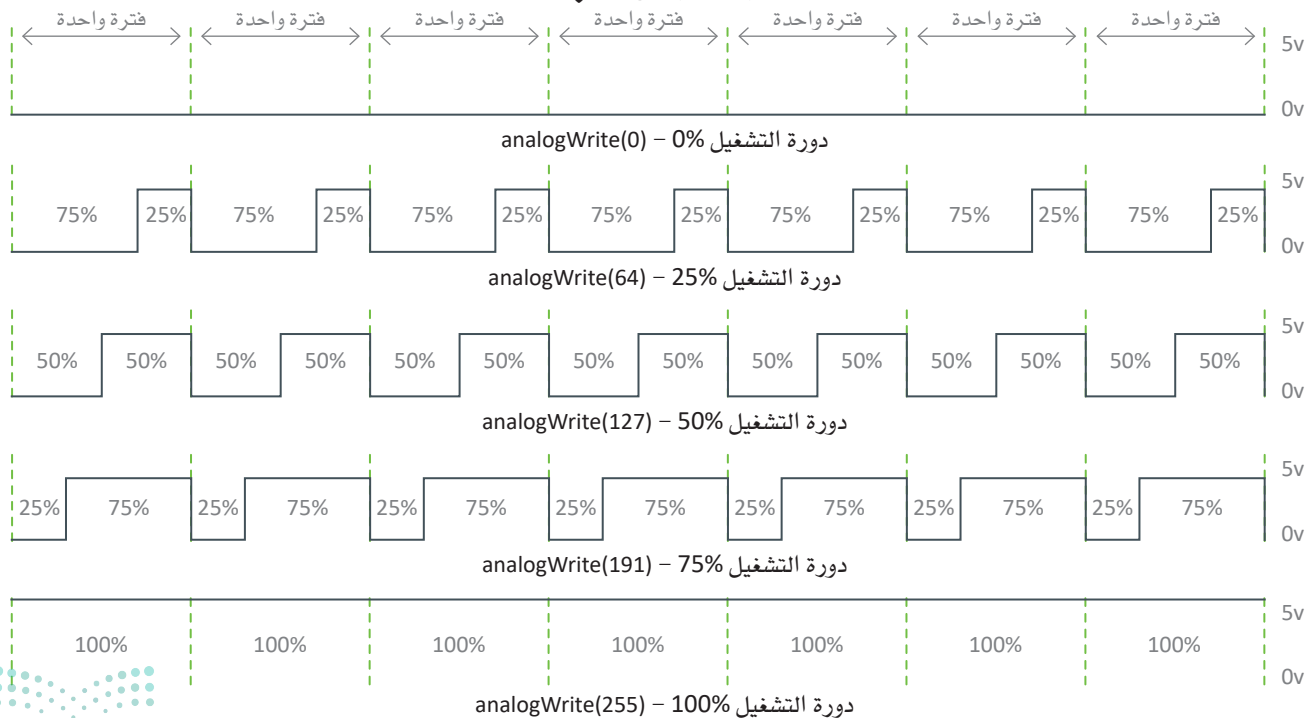 فترة واحدة فترة واحدة فترة واحدة فترة واحدة فترة واحدة فترة واحدة فترة واحدة
5v
0v
دورة التشغيل 0% – analogWrite(0)
5v
75% 25% 75% 25% 75% 25% 75% 25% 75% 25% 75% 25% 75% 25%
0v
دورة التشغيل 25% – analogWrite(64)
5v
50% 50% 50% 50% 50% 50% 50% 50% 50% 50% 50% 50% 50% 50%
0v
دورة التشغيل 50% – analogWrite(127)
5v
25% 75% 25% 75% 25% 75% 25% 75% 25% 75% 25% 75% 25% 75%
0v
دورة التشغيل 75% – analogWrite(191)
5v
100% 100% 100% 100% 100% 100% 100%
0v
دورة التشغيل 100% – analogWrite(255)